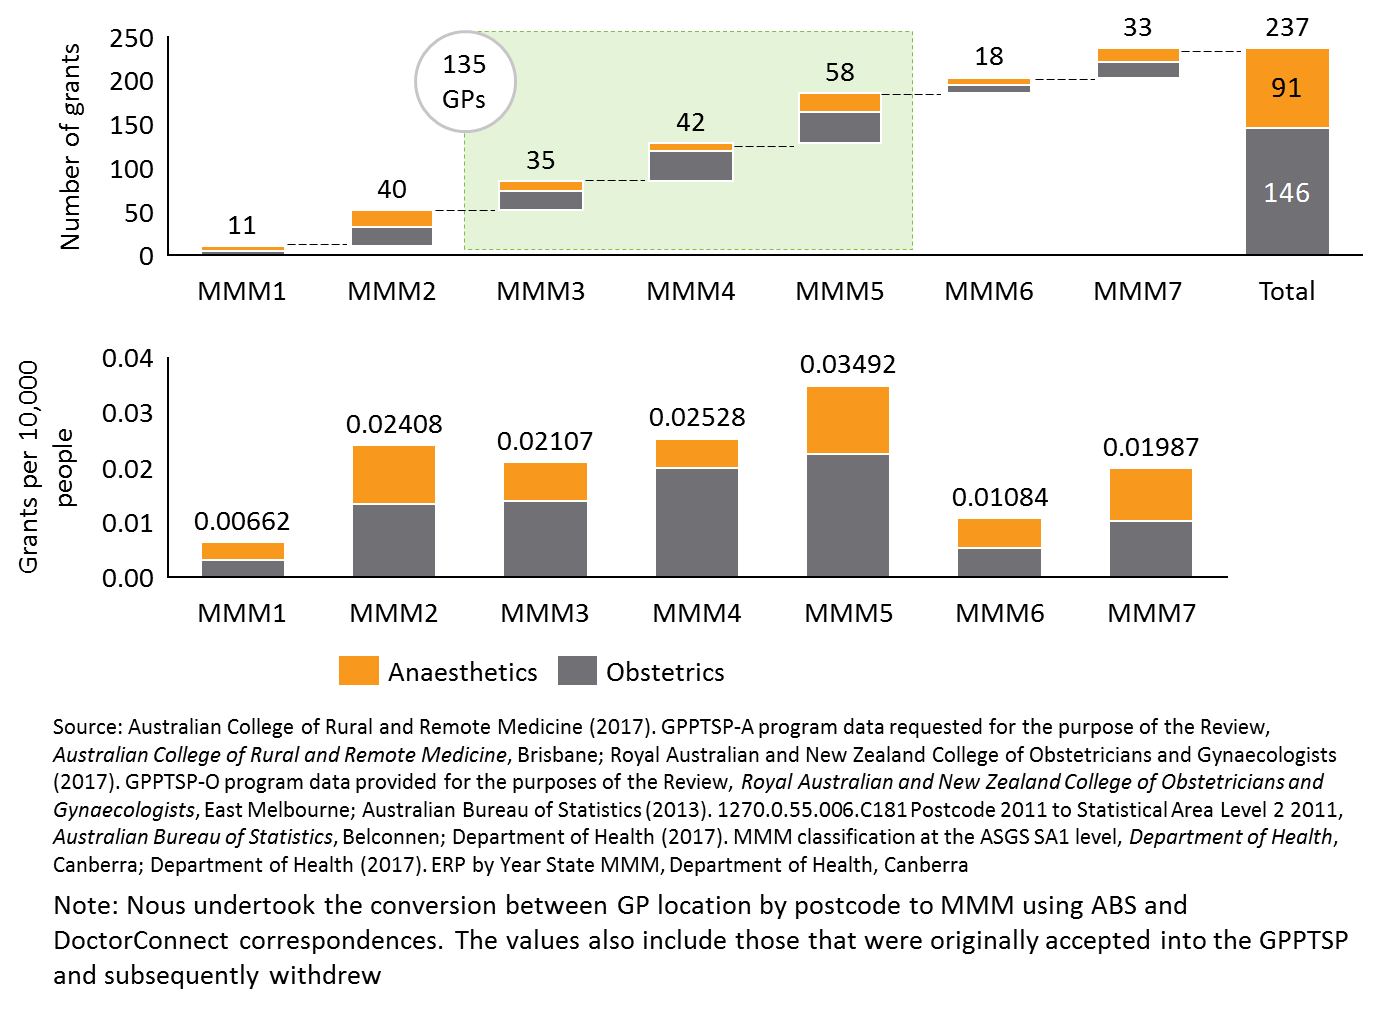 Number of grants
250
200
150
100
50
0
135
GPs
11
40
35
42
58
18
33
237
91
146
MMM1 MMM2 MMM3 MMM4 MMM5 MMM6 MMM7 Total
Grants per 10,000
people
0.04
0.03
0.02
0.01
0.00
0.00662
0.02408
0.02107
0.02528
0.03492
0.01084
0.01987
MMM1 MMM2 MMM3 MMM4 MMM5 MMM6 MMM7
Anaesthetics Obstetrics
Source: Australian College of Rural and Remote Medicine (2017). GPPTSP-A program data requested for the purpose of the Review,
Australian College of Rural and Remote Medicine, Brisbane; Royal Australian and New Zealand College of Obstetricians and Gynaecologists
(2017). GPPTSP-O program data provided for the purposes of the Review, Royal Australian and New Zealand College of Obstetricians and
Gynaecologists, East Melbourne; Australian Bureau of Statistics (2013). 1270.0.55.006.C181 Postcode 2011 to Statistical Area Level 2 2011,
Australian Bureau of Statistics, Belconnen; Department of Health (2017). MMM classification at the ASGS SA1 level, Department of Health,
Canberra; Department of Health (2017). ERP by Year State MMM, Department of Health, Canberra
Note: Nous undertook the conversion between GP location by postcode to MMM using ABS and
DoctorConnect correspondences. The values also include those that were originally accepted into the GPPTSP
and subsequently withdrew